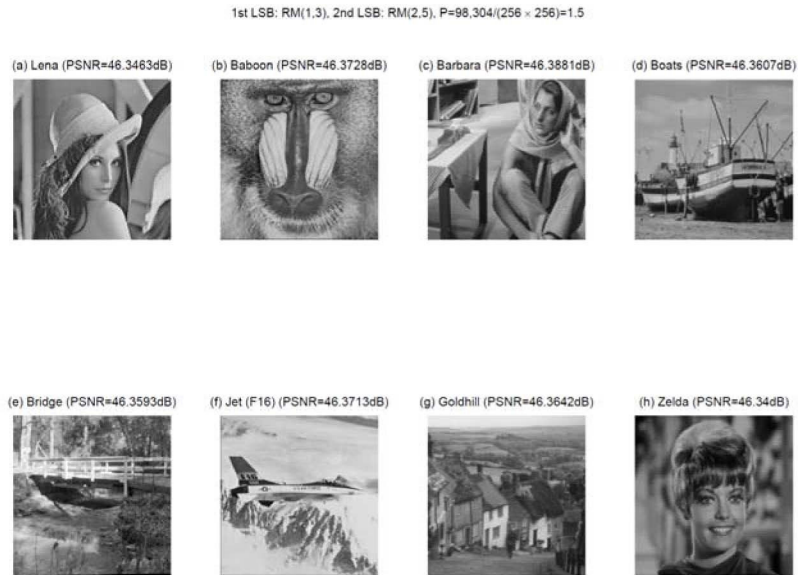 1st LSB: RM(1,3), 2nd LSB: RM(2,5), P=98,304/(256 × 256)=1.5
(a) Lena (PSNR=46.3463dB) (b) Baboon (PSNR=46.3728dB) (c) Barbara (PSNR=46.3881dB) (d) Boats (PSNR=46.3607dB)
(e) Bridge (PSNR=46.3593dB) (f) Jet (F16) (PSNR=46.3713dB) (g) Goldhill (PSNR=46.3642dB) (h) Zelda (PSNR=46.34dB)